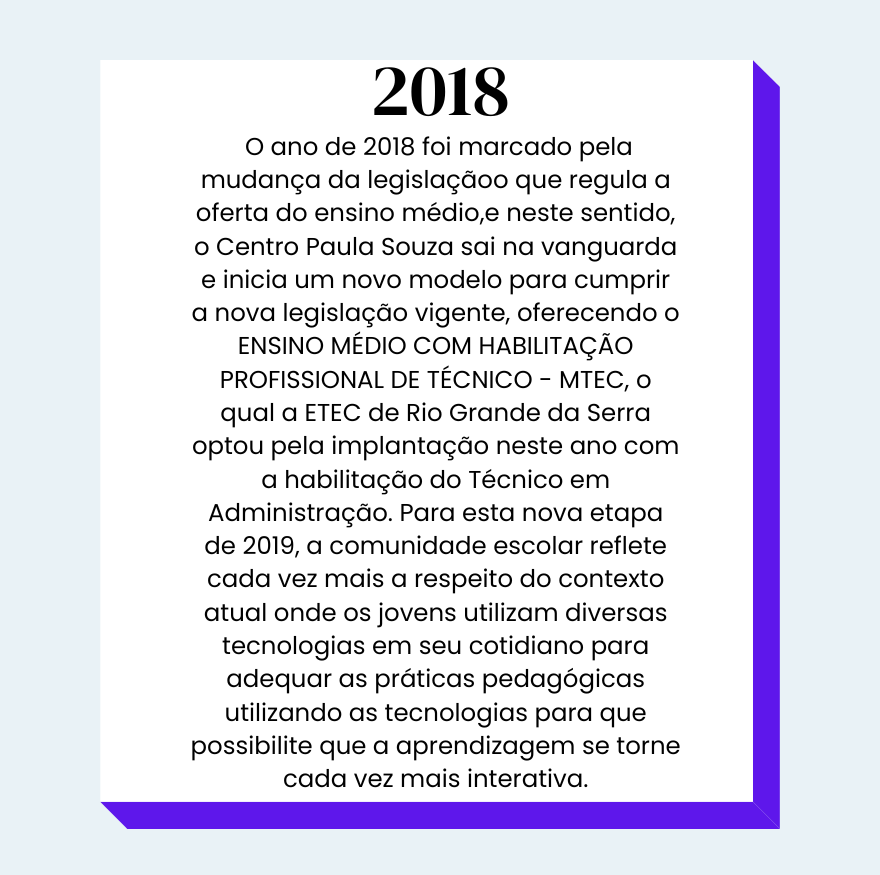 2018
O ano de 2018 foi marcado pela
mudança da legislaçãoo que regula a
oferta do ensino médio,e neste sentido,
o Centro Paula Souza sai na vanguarda
e inicia um novo modelo para cumprir
a nova legislação vigente, oferecendo o
ENSINO MÉDIO COM HABILITAÇÃO
PROFISSIONAL DE TÉCNICO - MTEC, o
qual a ETEC de Rio Grande da Serra
optou pela implantação neste ano com
a habilitação do Técnico em
Administração. Para esta nova etapa
de 2019, a comunidade escolar reflete
cada vez mais a respeito do contexto
atual onde os jovens utilizam diversas
tecnologias em seu cotidiano para
adequar as práticas pedagógicas
utilizando as tecnologias para que
possibilite que a aprendizagem se torne
cada vez mais interativa.